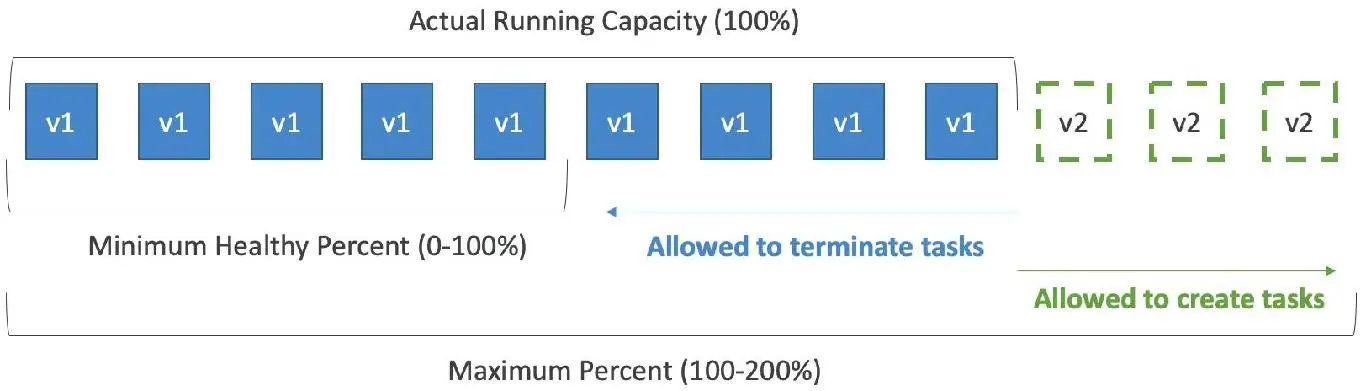 Actual Running Capacity (100%)
v1 v1 v1 v1 v1 v1 v1 v1 v1 v2 v2 v2
Minimum Healthy Percent (0-100%) Allowed to terminate tasks
Allowed to create tasks
Maximum Percent (100-200%)